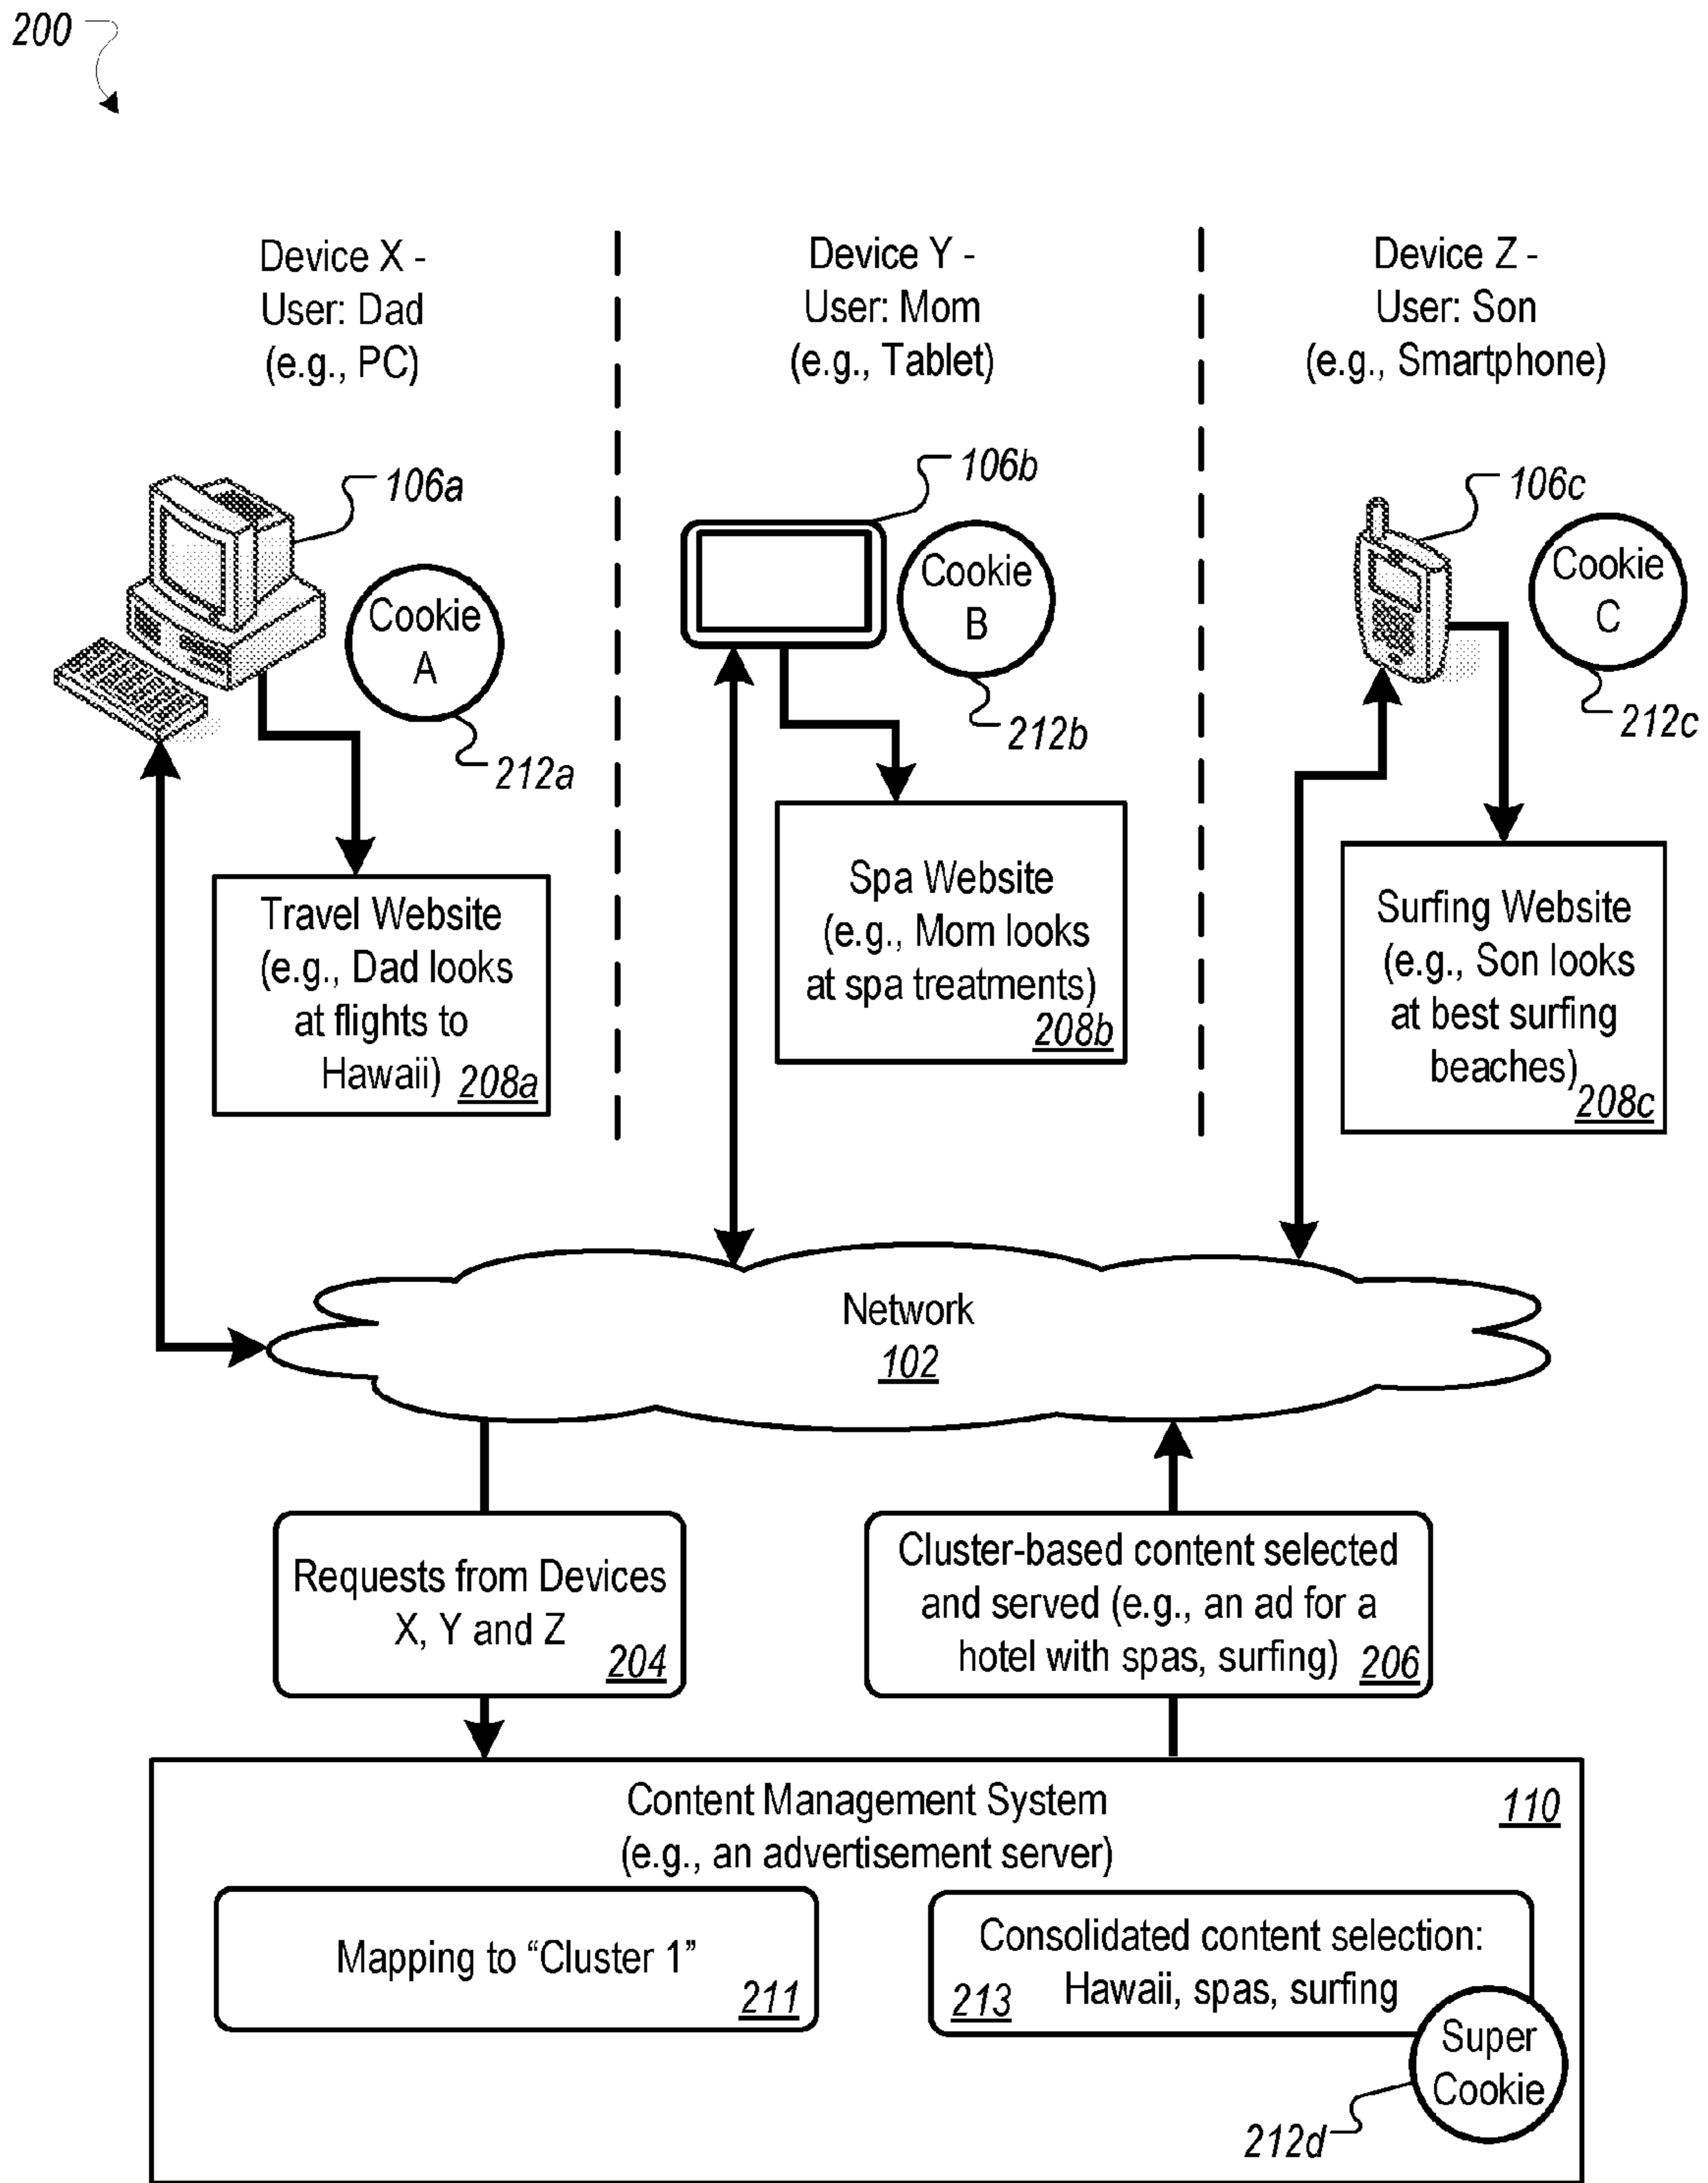 200
Device X -
User: Dad
(e.g., PC)
Device Y -
User: Mom
(e.g., Tablet)
Device Z -
User: Son
(e.g., Smartphone)
106a
106b
106c
Cookie
A
Cookie
B
Cookie
C
212a
212b
212c
Travel Website
(e.g., Dad looks
at flights to
Hawaii) 208a
Spa Website
(e.g., Mom looks
at spa treatments)
208b
Surfing Website
(e.g., Son looks
at best surfing
beaches)
208c
Network
102
Requests from Devices
X, Y and Z
204
Cluster-based content selected
and served (e.g., an ad for a
hotel with spas, surfing) 206
Content Management System
(e.g., an advertisement server)
110
Mapping to “Cluster 1”
211
Consolidated content selection:
213 Hawaii, spas, surfing
Super
Cookie
212d